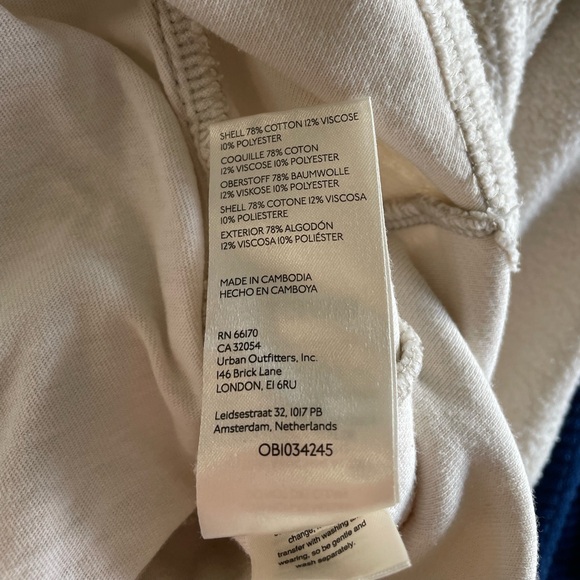 SHELL 78% COTTON 12% VISCOSE
10% POLYESTER
COQUILLE 78% COTON
12% VISCOSE 10% POLYESTER
OBERSTOFF 78% BAUMWOLLE
12% VISKOSE 10% POLYESTER
SHELL 78% COTONE 12% VISCOSA
10% POLIESTERE
EXTERIOR 78% ALGODÓN
12% VISCOSA 10% POLIÉSTER
MADE IN CAMBODIA
HECHO EN CAMBOYA
RN 66170
CA 32054
Urban Outfitters, Inc.
146 Brick Lane
LONDON, E1 6RU
Leidsestraat 32, 1017 PB
Amsterdam, Netherlands
OB1034245
change,
transfer with washing
wearing, so be gentle and
wash separately.